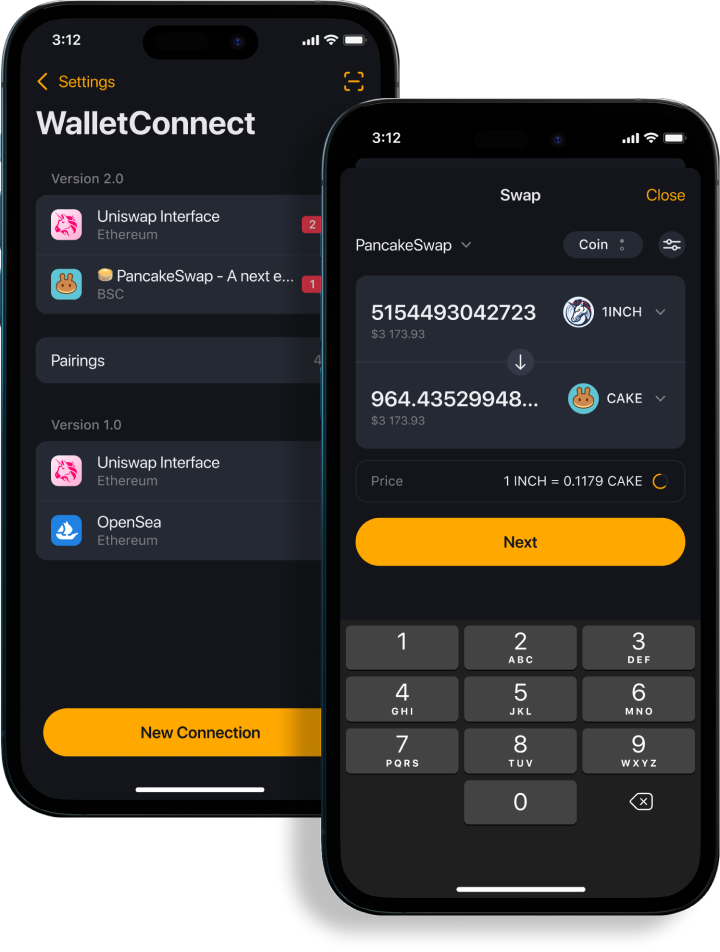 3:12
Settings
WalletConnect
Version 2.0
Uniswap Interface
Ethereum
2
PancakeSwap - A next e...
BSC
1
Pairings
4
Version 1.0
Uniswap Interface
Ethereum
OpenSea
Ethereum
New Connection
3:12
Swap
Close
PancakeSwap
Coin
5154493042723
1INCH
$3 173.93
964.43529948...
CAKE
$3 173.93
Price
1 INCH = 0.1179 CAKE
Next
1
2
ABC
3
DEF
4
GHI
5
JKL
6
MNO
7
PQRS
8
TUV
9
WXYZ
0